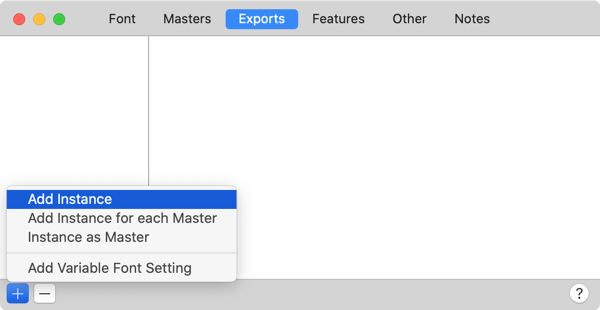 Font Masters Exports Features Other Notes
Add Instance
Add Instance for each Master
Instance as Master
Add Variable Font Setting
+ − ?